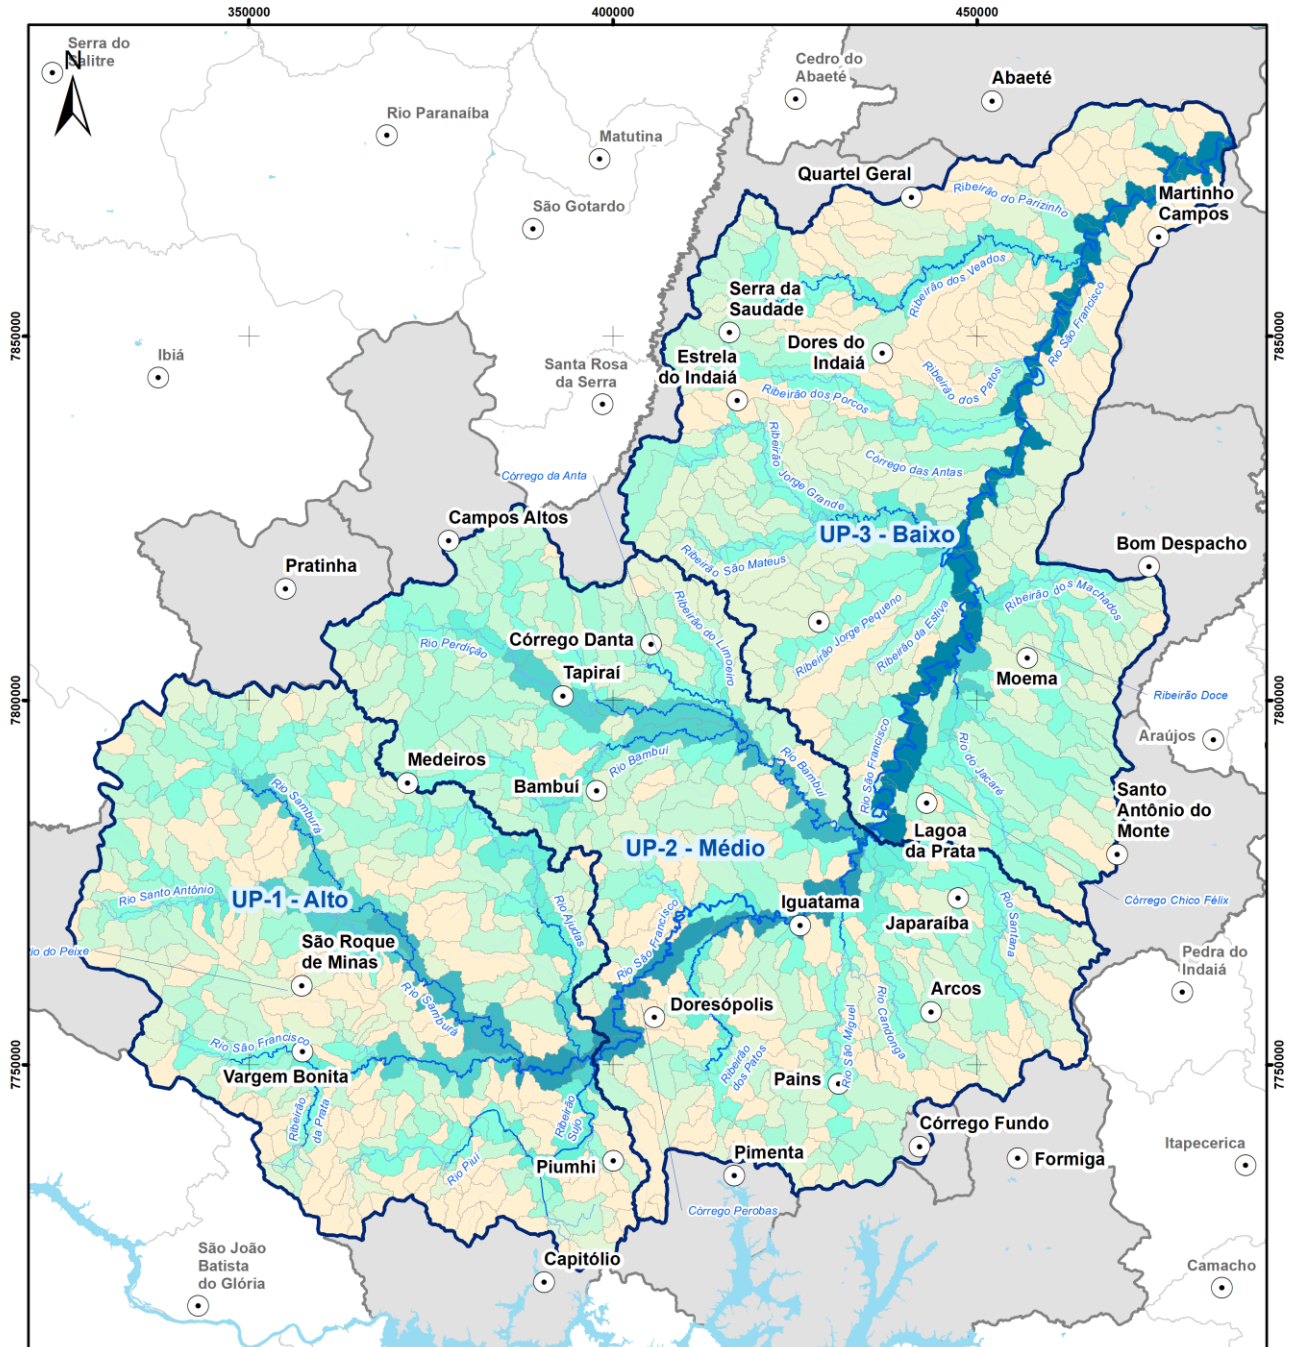 350000
400000
450000
Serra do
Salitre
N
Rio Paranaíba
Matutina
São Gotardo
Cedro do
Abaeté
Abaeté
Quartel Geral
Ribeirão do Parizinho
Martinho
Campos
Ribeirão dos Veados
Serra da
Saudade
Rio São Francisco
7850000
7850000
Dores do
Indaiá
Ibiá
Santa Rosa
da Serra
Estrela
do Indaiá
Ribeirão dos Patos
Ribeirão dos Porcos
Ribeirão Jorge Grande
Córrego das Antas
Córrego da Anta
Campos Altos
UP-3 - Baixo
Bom Despacho
Pratinha
Ribeirão São Mateus
Ribeirão dos Machados
Ribeirão do Limoeiro
Ribeirão Jorge Pequeno
Ribeirão da Estiva
Rio Perdição
Córrego Danta
Tapiraí
Moema
Ribeirão Doce
7800000
7800000
Araújos
Rio São Francisco
Rio do Jacaré
Medeiros
Rio Bambuí
Rio Bambuí
Bambuí
Rio Samburá
Santo
Antônio do
Monte
Lagoa
da Prata
UP-2 - Médio
Rio Santo Antônio
UP-1 - Alto
Iguatama
Córrego Chico Félix
Japaraíba
Rio Santana
Rio Ajudas
São Roque
de Minas
io do Peixe
Rio São Francisco
Pedra do
Indaiá
Rio Samburá
Doresópolis
Arcos
Rio Candonga
Rio São Miguel
Rio São Francisco
7750000
7750000
Vargem Bonita
Ribeirão
dos Patos
Pains
Ribeirão
da Prata
Ribeirão
Sujo
Rio Piuí
Piumhi
Pimenta
Córrego Fundo
Formiga
Itapecerica
Córrego Perobas
São João
Batista
do Glória
Capitólio
Camacho